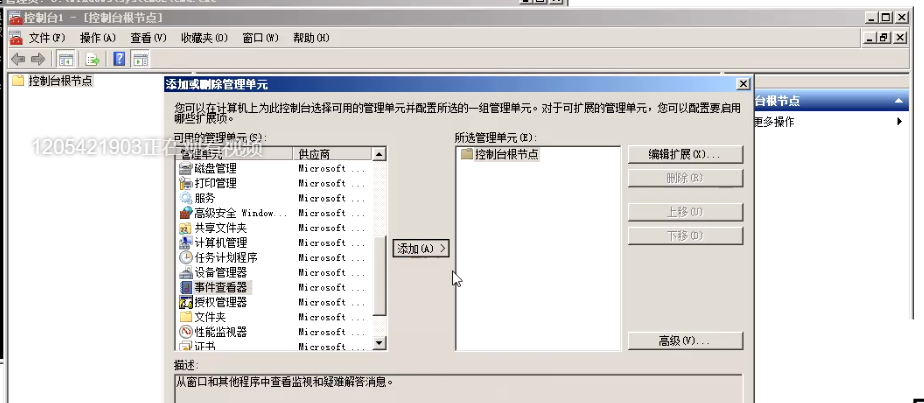 控制台1 - [控制台根节点]
文件(F) 操作(A) 查看(V) 收藏夹(O) 窗口(W) 帮助(H)
控制台根节点
添加或删除管理单元
台根节点
更多操作
您可以在计算机上为此控制台选择可用的管理单元并配置所选的一组管理单元。对于可扩展的管理单元，您可以配置要启用
哪些扩展项。
1205421903正在观看视频
可用的管理单元(S):
所选管理单元(E):
管理单元 供应商
磁盘管理 Microsoft ...
打印管理 Microsoft ...
服务 Microsoft ...
高级安全 Window... Microsoft ...
共享文件夹 Microsoft ...
计算机管理 Microsoft ...
任务计划程序 Microsoft ...
设备管理器 Microsoft ...
事件查看器 Microsoft ...
授权管理器 Microsoft ...
文件夹 Microsoft ...
性能监视器 Microsoft ...
证书 Microsoft ...
添加(A) >
控制台根节点
编辑扩展(X)...
删除(R)
上移(U)
下移(D)
高级(V)...
描述:
从窗口和其他程序中查看监视和疑难解答消息。